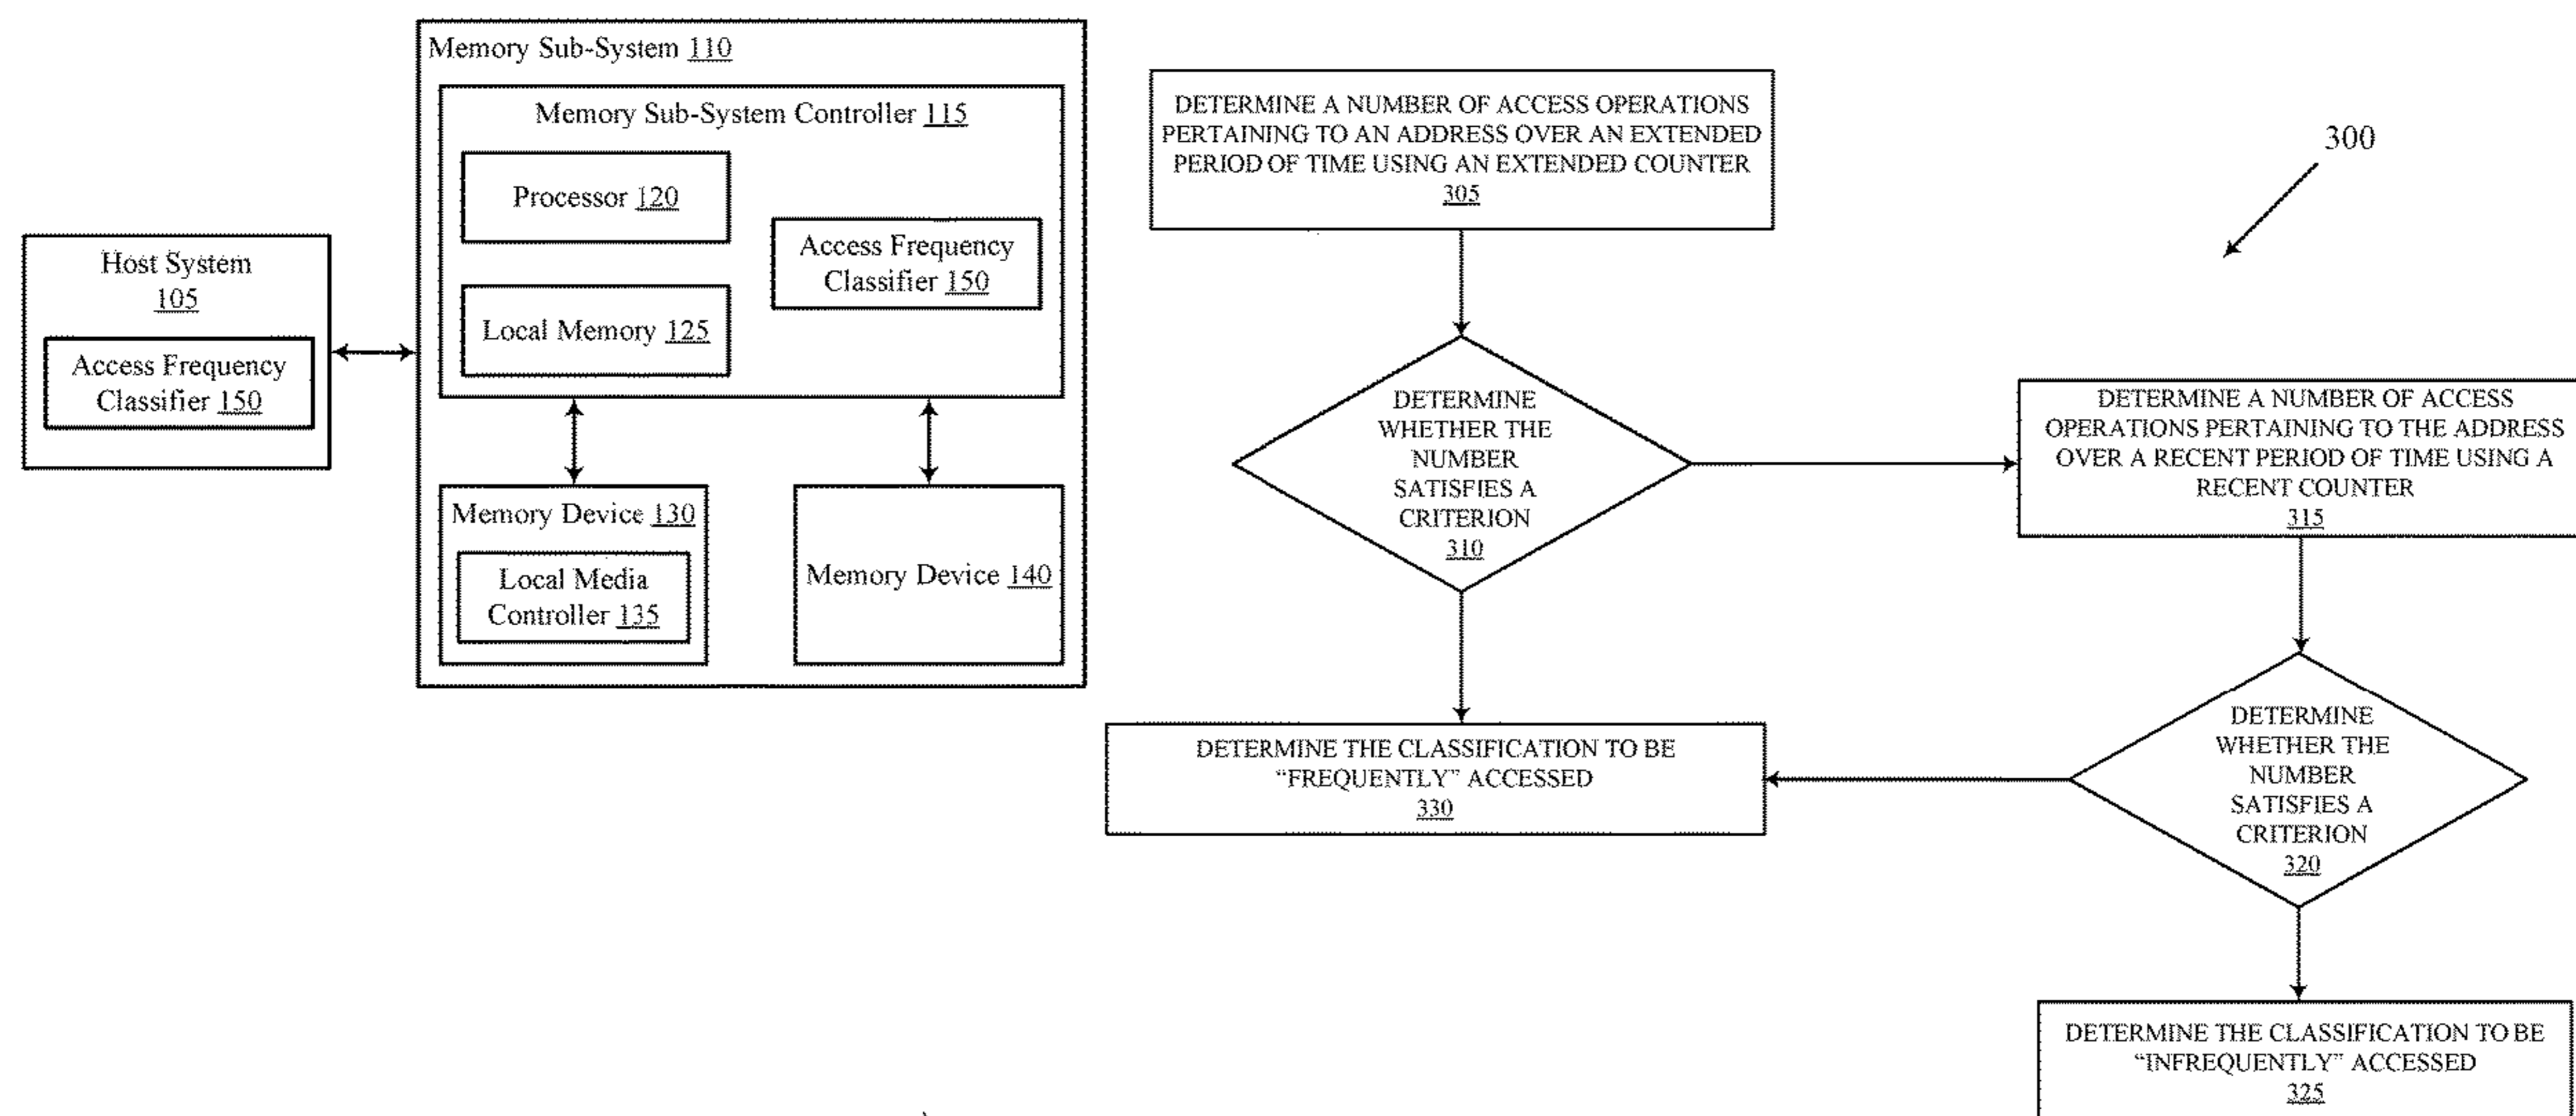 Memory Sub-System 110
Memory Sub-System Controller 115
Processor 120
Access Frequency
Classifier 150
Local Memory 125
Host System
105
Access Frequency
Classifier 150
Memory Device 130
Local Media
Controller 135
Memory Device 140
300
DETERMINE A NUMBER OF ACCESS OPERATIONS
PERTAINING TO AN ADDRESS OVER AN EXTENDED
PERIOD OF TIME USING AN EXTENDED COUNTER
305
DETERMINE
WHETHER THE
NUMBER
SATISFIES A
CRITERION
310
DETERMINE A NUMBER OF ACCESS
OPERATIONS PERTAINING TO THE ADDRESS
OVER A RECENT PERIOD OF TIME USING A
RECENT COUNTER
315
DETERMINE
WHETHER THE
NUMBER
SATISFIES A
CRITERION
320
DETERMINE THE CLASSIFICATION TO BE
“FREQUENTLY” ACCESSED
330
DETERMINE THE CLASSIFICATION TO BE
“INFREQUENTLY” ACCESSED
325